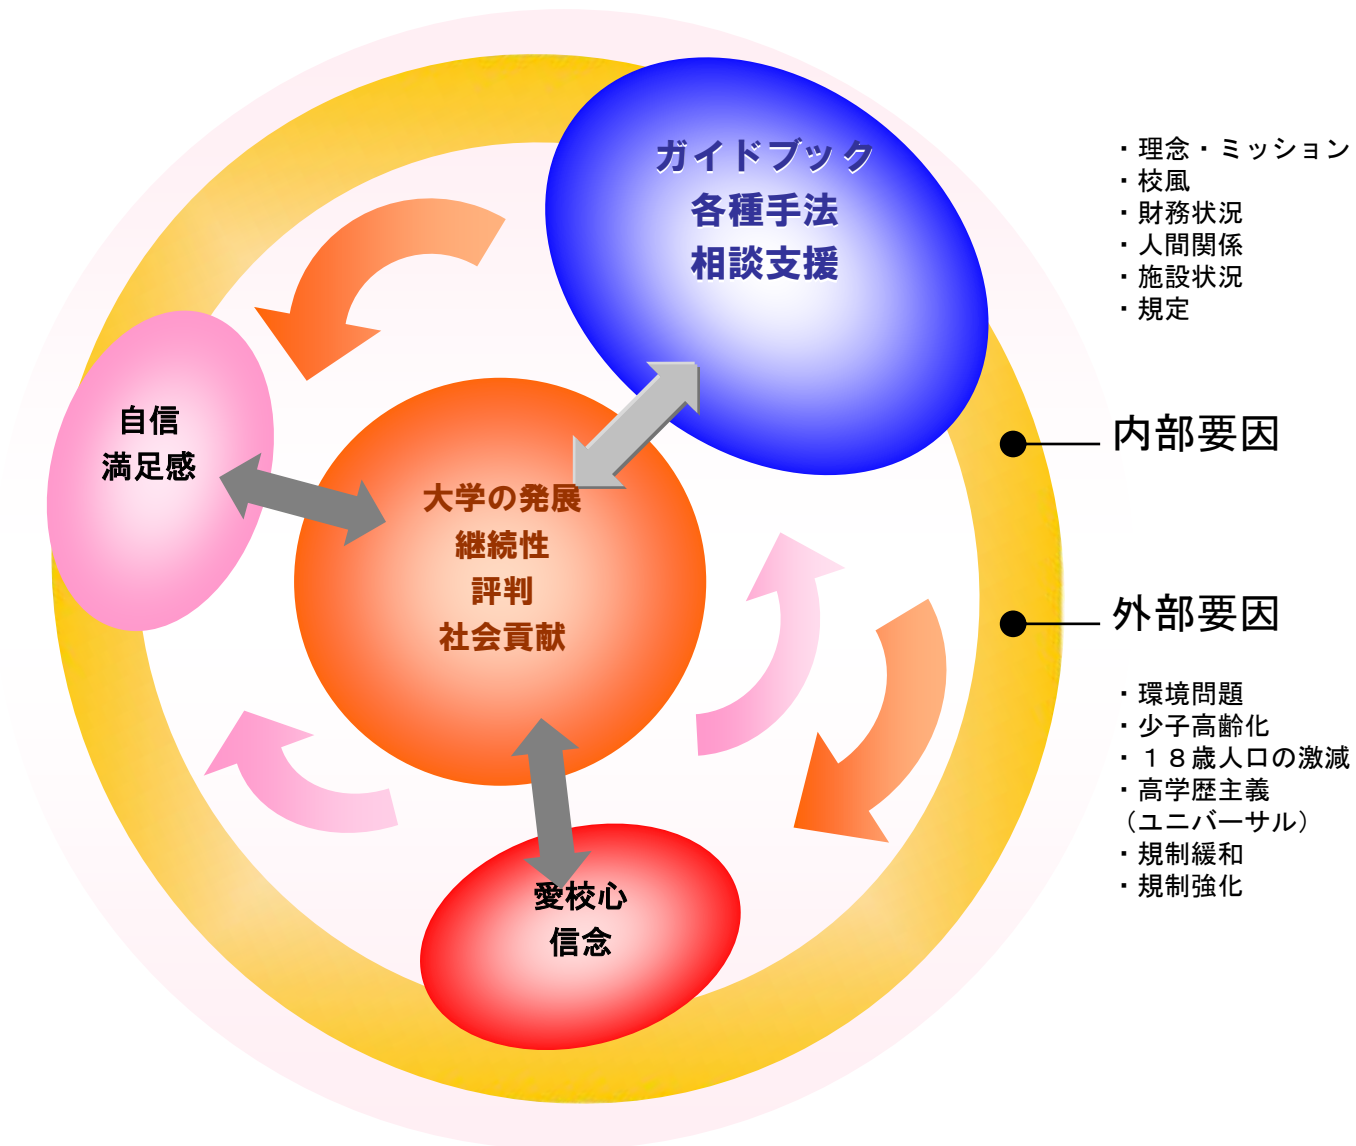 ガイドブック
各種手法
相談支援
自信
満足感
大学の発展
継続性
評判
社会貢献
愛校心
信念
・理念・ミッション
・校風
・財務状況
・人間関係
・施設状況
・規定
内部要因
外部要因
・環境問題
・少子高齢化
・１８歳人口の激減
・高学歴主義
（ユニバーサル）
・規制緩和
・規制強化